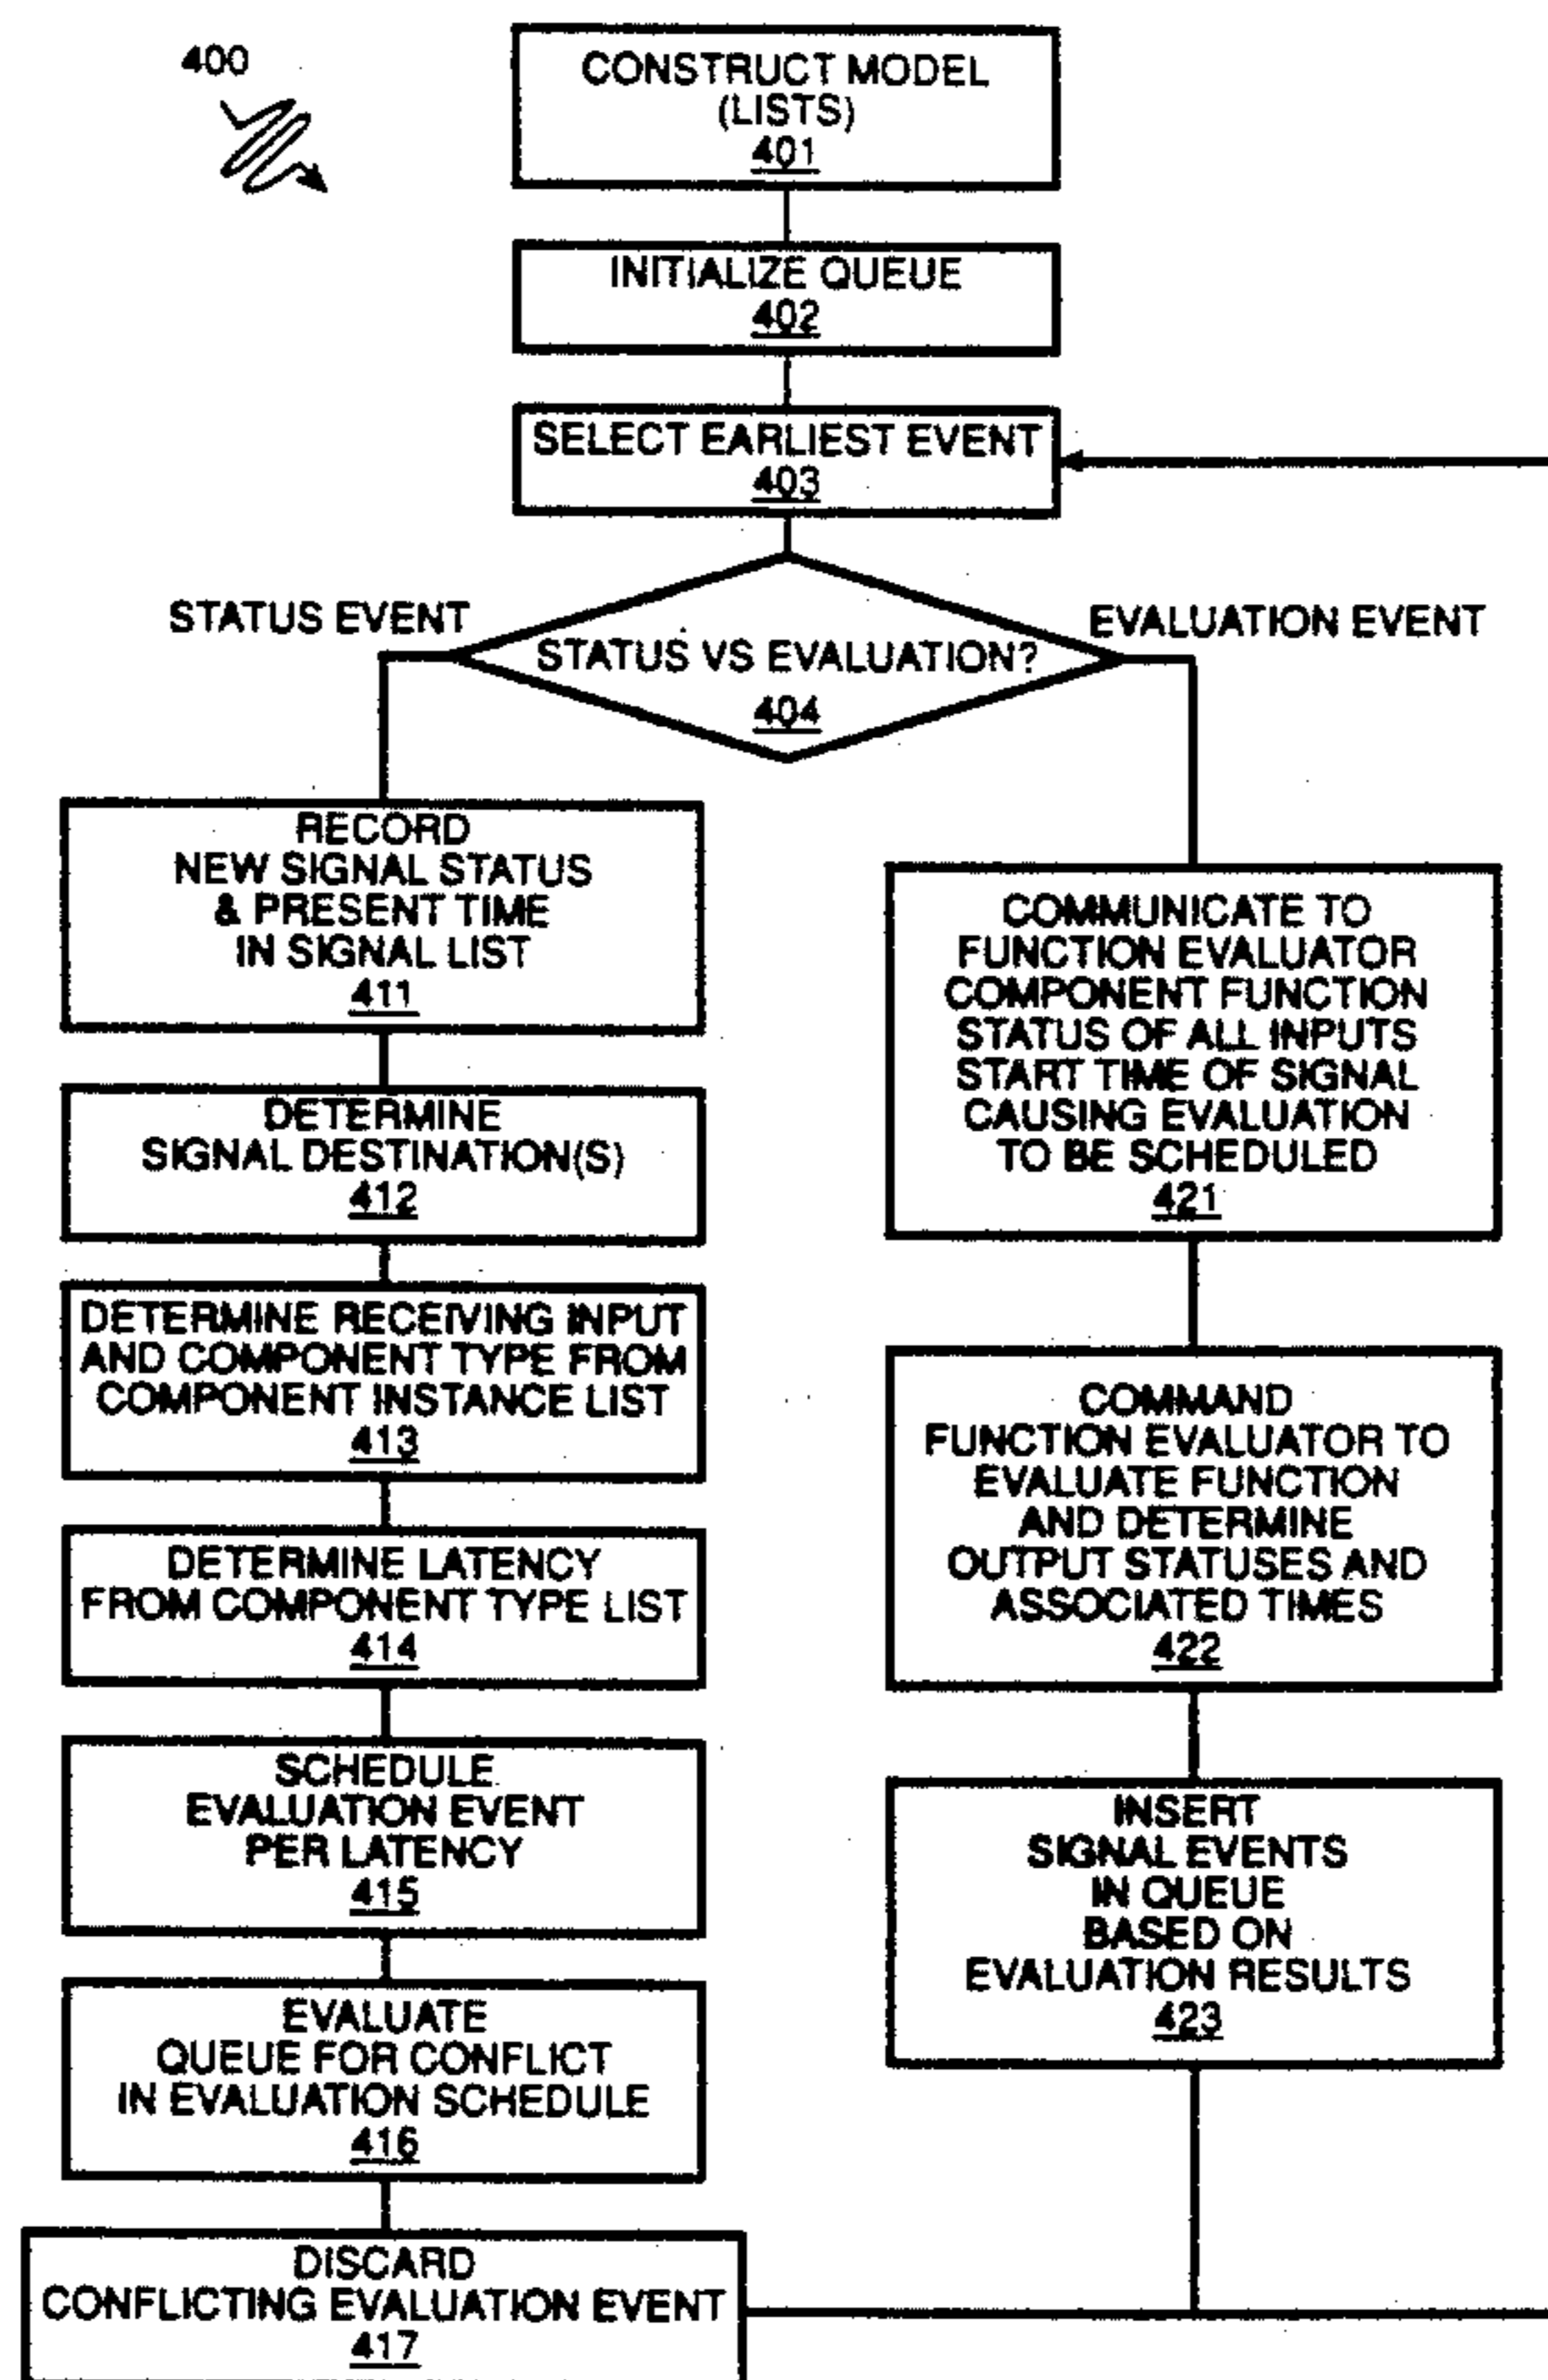 400
CONSTRUCT MODEL
(LISTS)
401
INITIALIZE QUEUE
402
SELECT EARLIEST EVENT
403
STATUS EVENT
EVALUATION EVENT
STATUS VS EVALUATION?
404
RECORD
NEW SIGNAL STATUS
& PRESENT TIME
IN SIGNAL LIST
411
DETERMINE
SIGNAL DESTINATION(S)
412
DETERMINE RECEIVING INPUT
AND COMPONENT TYPE FROM
COMPONENT INSTANCE LIST
413
DETERMINE LATENCY
FROM COMPONENT TYPE LIST
414
SCHEDULE
EVALUATION EVENT
PER LATENCY
415
EVALUATE
QUEUE FOR CONFLICT
IN EVALUATION SCHEDULE
416
DISCARD
CONFLICTING EVALUATION EVENT
417
COMMUNICATE TO
FUNCTION EVALUATOR
COMPONENT FUNCTION
STATUS OF ALL INPUTS
START TIME OF SIGNAL
CAUSING EVALUATION
TO BE SCHEDULED
421
COMMAND
FUNCTION EVALUATOR TO
EVALUATE FUNCTION
AND DETERMINE
OUTPUT STATUSES AND
ASSOCIATED TIMES
422
INSERT
SIGNAL EVENTS
IN QUEUE
BASED ON
EVALUATION RESULTS
423